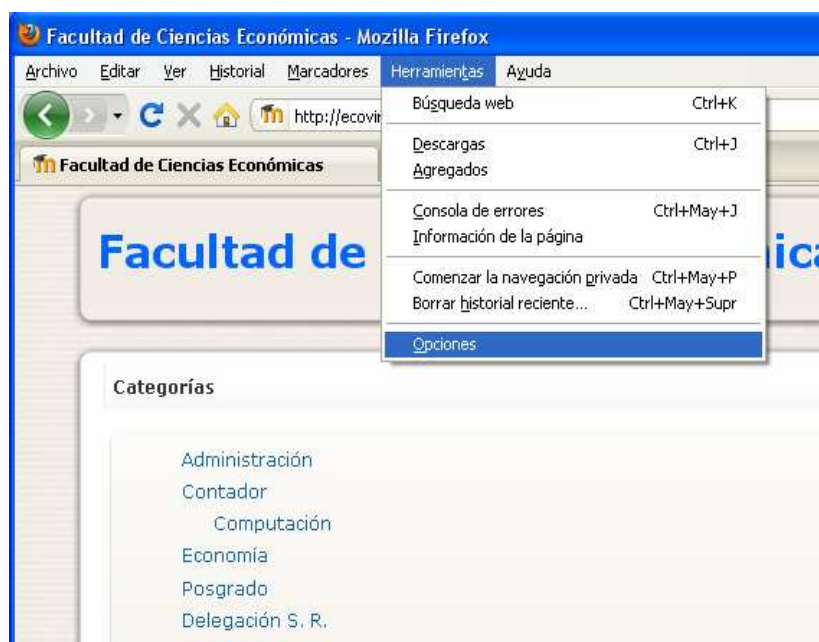 Facultad de Ciencias Económicas - Mozilla Firefox
Archivo Editar Ver Historial Marcadores Herramientas Ayuda
http://ecovir
Búsqueda web Ctrl+K
Descargas Ctrl+J
Agregados
Consola de errores Ctrl+May+J
Información de la página
Comenzar la navegación privada Ctrl+May+P
Borrar historial reciente... Ctrl+May+Supr
Opciones
Facultad de Ciencias Económicas
Facultad de ica
Categorías
Administración
Contador
Computación
Economía
Posgrado
Delegación S. R.